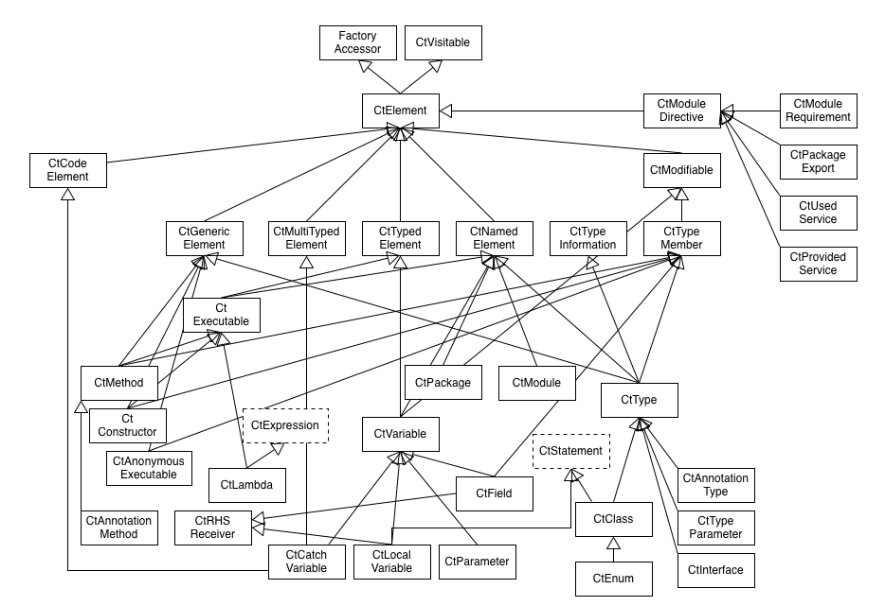 Factory
Accessor
CtVisitable
CtElement
CtModule
Directive
CtModule
Requirement
CtPackage
Export
CtUsed
Service
CtProvided
Service
CtCode
Element
CtModifiable
CtGeneric
Element
CtMultiTyped
Element
CtTyped
Element
CtNamed
Element
CtType
Information
CtType
Member
Ct
Executable
CtMethod
CtPackage
CtModule
CtType
Ct
Constructor
CtExpression
CtVariable
CtStatement
CtAnonymous
Executable
CtLambda
CtField
CtAnnotation
Type
CtAnnotation
Method
CtRHS
Receiver
CtClass
CtType
Parameter
CtCatch
Variable
CtLocal
Variable
CtParameter
CtEnum
CtInterface